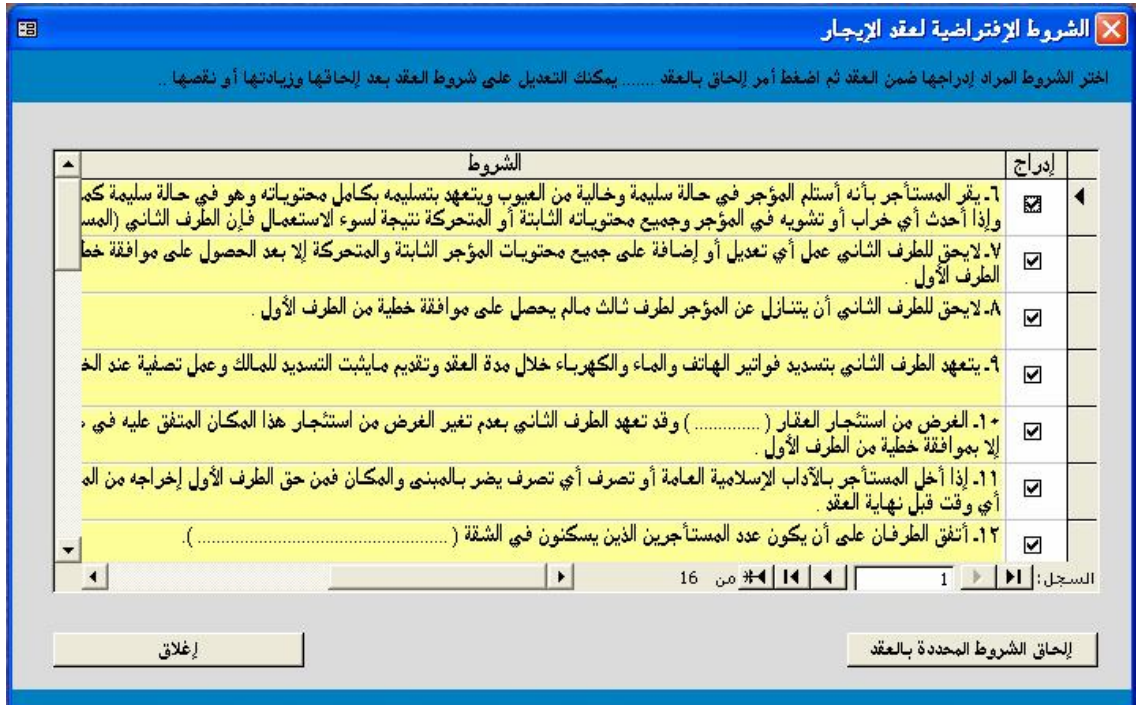 الشروط الإفتراضية لعقد الإيجار
اختر الشروط المراد إدراجها ضمن العقد ثم اضغط أمر إلحاق بالعقد ....... يمكنك التعديل على شروط العقد بعد إلحاقها وزيادتها أو نقصها ..
إدراج الشروط
٦ـ يقر المستأجر بأنه أستلم المؤجر في حالة سليمة وخالية من العيوب ويتعهد بتسليمه بكامل محتوياته وهو في حالة سليمة
وإذا أحدث أي خراب أو تشويه في المؤجر وجميع محتوياته الثابتة أو المتحركة نتيجة لسوء الاستعمال فإن الطرف الثاني
٧ـ لايحق للطرف الثاني عمل أي تعديل أو إضافة على جميع محتويات المؤجر الثابتة والمتحركة إلا بعد الحصول على موافقة
الطرف الأول .
٨ـ لايحق للطرف الثاني أن يتنازل عن المؤجر لطرف ثالث مالم يحصل على موافقة خطية من الطرف الأول .
٩ـ يتعهد الطرف الثاني بتسديد فواتير الهاتف والماء والكهرباء خلال مدة العقد وتقديم مايثبت التسديد للمالك وعمل تصفية عند
١٠ـ الغرض من استئجار العقار ( ............. ) وقد تعهد الطرف الثاني بعدم تغير الغرض من استئجار هذا المكان المتفق عليه في
إلا بموافقة خطية من الطرف الأول .
١١ـ إذا أخل المستأجر بالآداب الإسلامية العامة أو تصرف أي تصرف يضر بالمبنى والمكان فمن حق الطرف الأول إخراجه من
أي وقت قبل نهاية العقد .
١٢ـ أتفق الطرفان على أن يكون عدد المستأجرين الذين يسكنون في الشقة ( ............................................. ).
السجل: 1 من 16
إلحاق الشروط المحددة بالعقد إغلاق